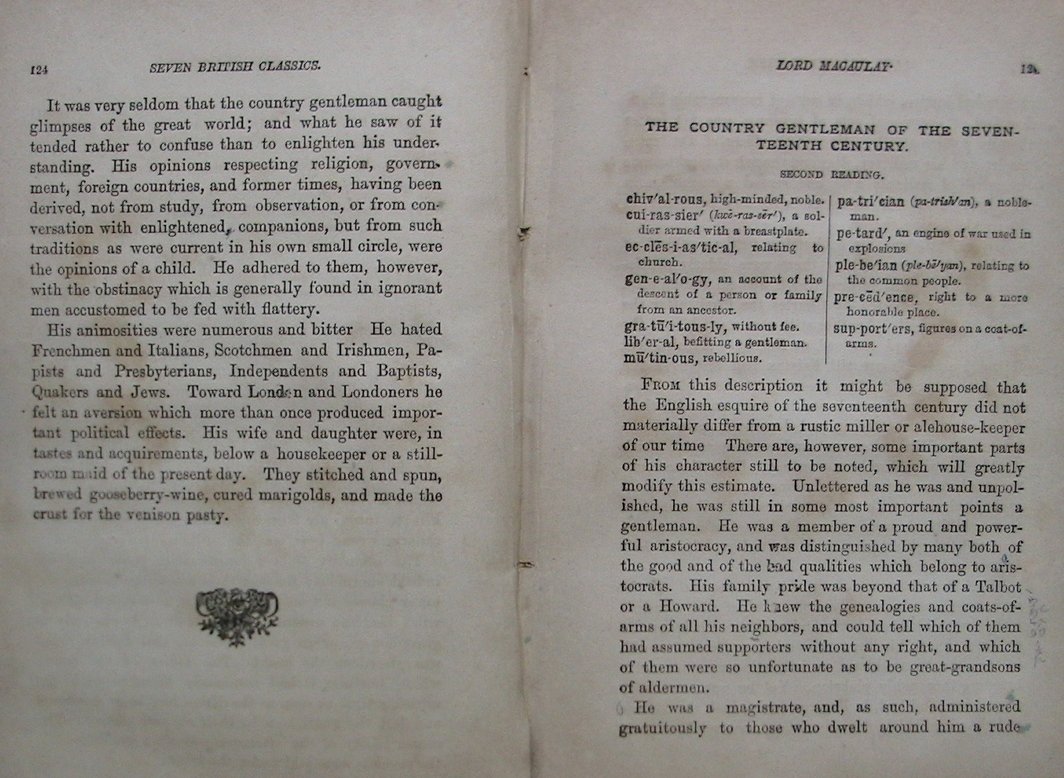 124
SEVEN BRITISH CLASSICS.
It was very seldom that the country gentleman caught
glimpses of the great world; and what he saw of it
tended rather to confuse than to enlighten his under-
standing. His opinions respecting religion, govern-
ment, foreign countries, and former times, having been
derived, not from study, from observation, or from con-
versation with enlightened, companions, but from such
traditions as were current in his own small circle, were
the opinions of a child. He adhered to them, however,
with the obstinacy which is generally found in ignorant
men accustomed to be fed with flattery.
His animosities were numerous and bitter He hated
Frenchmen and Italians, Scotchmen and Irishmen, Pa-
pists and Presbyterians, Independents and Baptists,
Quakers and Jews. Toward London and Londoners he
felt an aversion which more than once produced impor-
tant political effects. His wife and daughter were, in
tastes and acquirements, below a housekeeper or a still-
room maid of the present day. They stitched and spun,
brewed gooseberry-wine, cured marigolds, and made the
crust for the venison pasty.
LORD MACAULAY.
THE COUNTRY GENTLEMAN OF THE SEVEN-
TEENTH CENTURY.
SECOND READING.
chiv'al-rous, high-minded, noble.
cui-ras-sier' (kwē-ras-sēr'), a sol-
dier armed with a breastplate.
ec-clēs-i-as'tic-al, relating to
church.
gen-e-al'o-gy, an account of the
descent of a person or family
from an ancestor.
gra-tū'i-tous-ly, without fee.
lib'er-al, befitting a gentleman.
mū'tin-ous, rebellious.
pa-tri'cian (pa-trish'an), a noble-
man.
pe-tard', an engine of war used in
explosions
ple-be'ian (ple-bē'yan), relating to
the common people.
pre-cēd'ence, right to a more
honorable place.
sup-port'ers, figures on a coat-of-
arms.
FROM this description it might be supposed that
the English esquire of the seventeenth century did not
materially differ from a rustic miller or alehouse-keeper
of our time There are, however, some important parts
of his character still to be noted, which will greatly
modify this estimate. Unlettered as he was and unpol-
ished, he was still in some most important points a
gentleman. He was a member of a proud and power-
ful aristocracy, and was distinguished by many both of
the good and of the bad qualities which belong to aris-
tocrats. His family pride was beyond that of a Talbot
or a Howard. He knew the genealogies and coats-of-
arms of all his neighbors, and could tell which of them
had assumed supporters without any right, and which
of them were so unfortunate as to be great-grandsons
of aldermen.
He was a magistrate, and, as such, administered
gratuitously to those who dwelt around him a rude